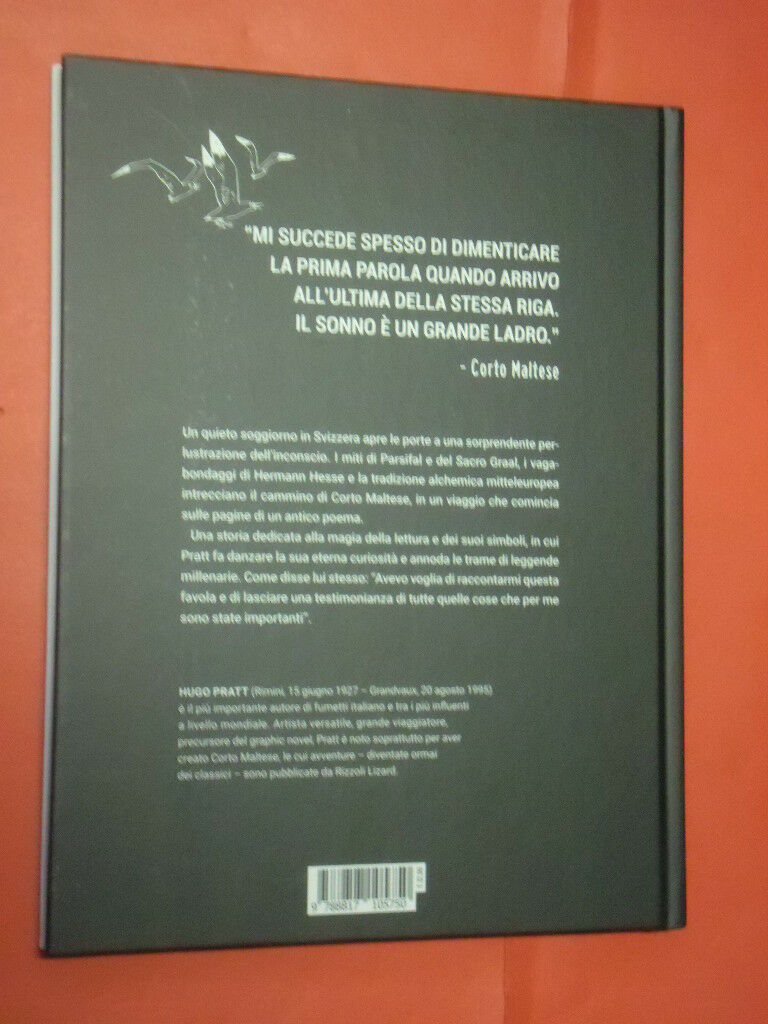 "MI SUCCEDE SPESSO DI DIMENTICARE
LA PRIMA PAROLA QUANDO ARRIVO
ALL'ULTIMA DELLA STESSA RIGA.
IL SONNO È UN GRANDE LADRO."
- Corto Maltese
Un quieto soggiorno in Svizzera apre le porte a una sorprendente per-
lustrazione dell'inconscio. I miti di Parsifal e del Sacro Graal, i vaga-
bondaggi di Hermann Hesse e la tradizione alchemica mitteleuropea
intrecciano il cammino di Corto Maltese, in un viaggio che comincia
sulle pagine di un antico poema.
Una storia dedicata alla magia della lettura e dei suoi simboli, in cui
Pratt fa danzare la sua eterna curiosità e annoda le trame di leggende
millenarie. Come disse lui stesso: "Avevo voglia di raccontarmi questa
favola e di lasciare una testimonianza di tutte quelle cose che per me
sono state importanti".
HUGO PRATT (Rimini, 15 giugno 1927 – Grandvaux, 20 agosto 1995)
è il più importante autore di fumetti italiano e tra i più influenti
a livello mondiale. Artista versatile, grande viaggiatore,
precursore del graphic novel, Pratt è noto soprattutto per aver
creato Corto Maltese, le cui avventure – diventate ormai
dei classici – sono pubblicate da Rizzoli Lizard.
9 788817 105750